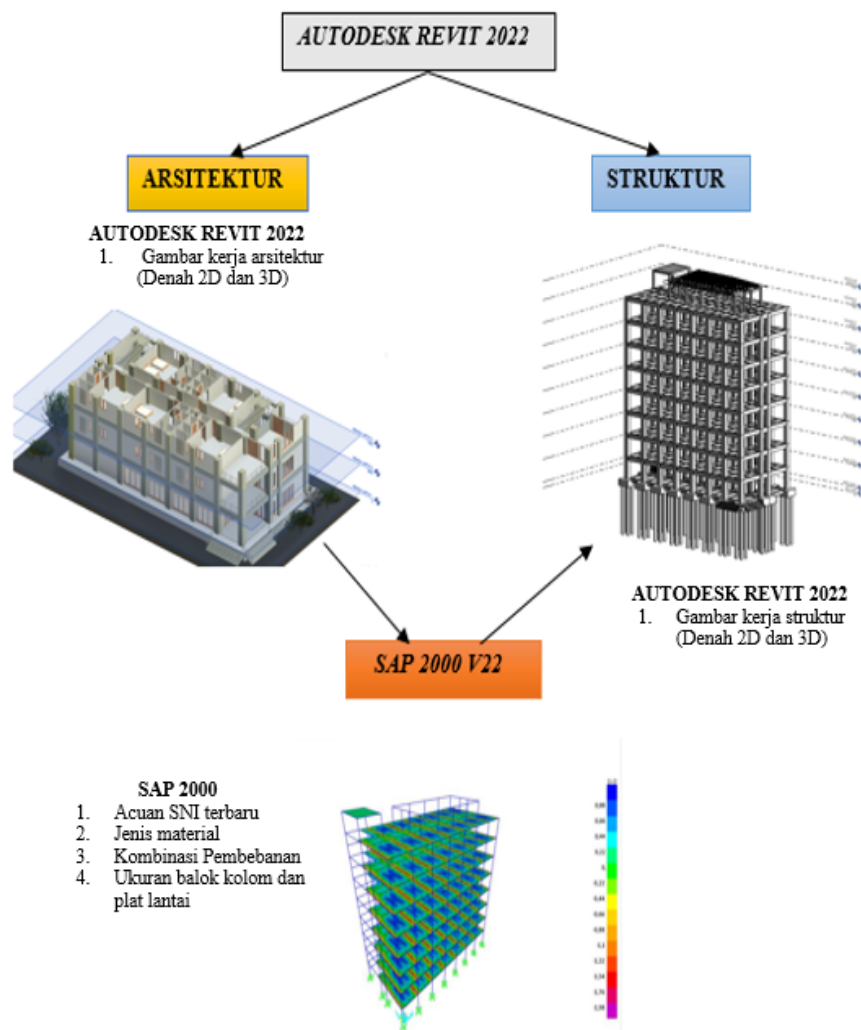 AUTODESK REVIT 2022
ARSITEKTUR
STRUKTUR
AUTODESK REVIT 2022
1. Gambar kerja arsitektur
(Denah 2D dan 3D)
AUTODESK REVIT 2022
1. Gambar kerja struktur
(Denah 2D dan 3D)
SAP 2000 V22
SAP 2000
1. Acuan SNI terbaru
2. Jenis material
3. Kombinasi Pembebanan
4. Ukuran balok kolom dan
plat lantai